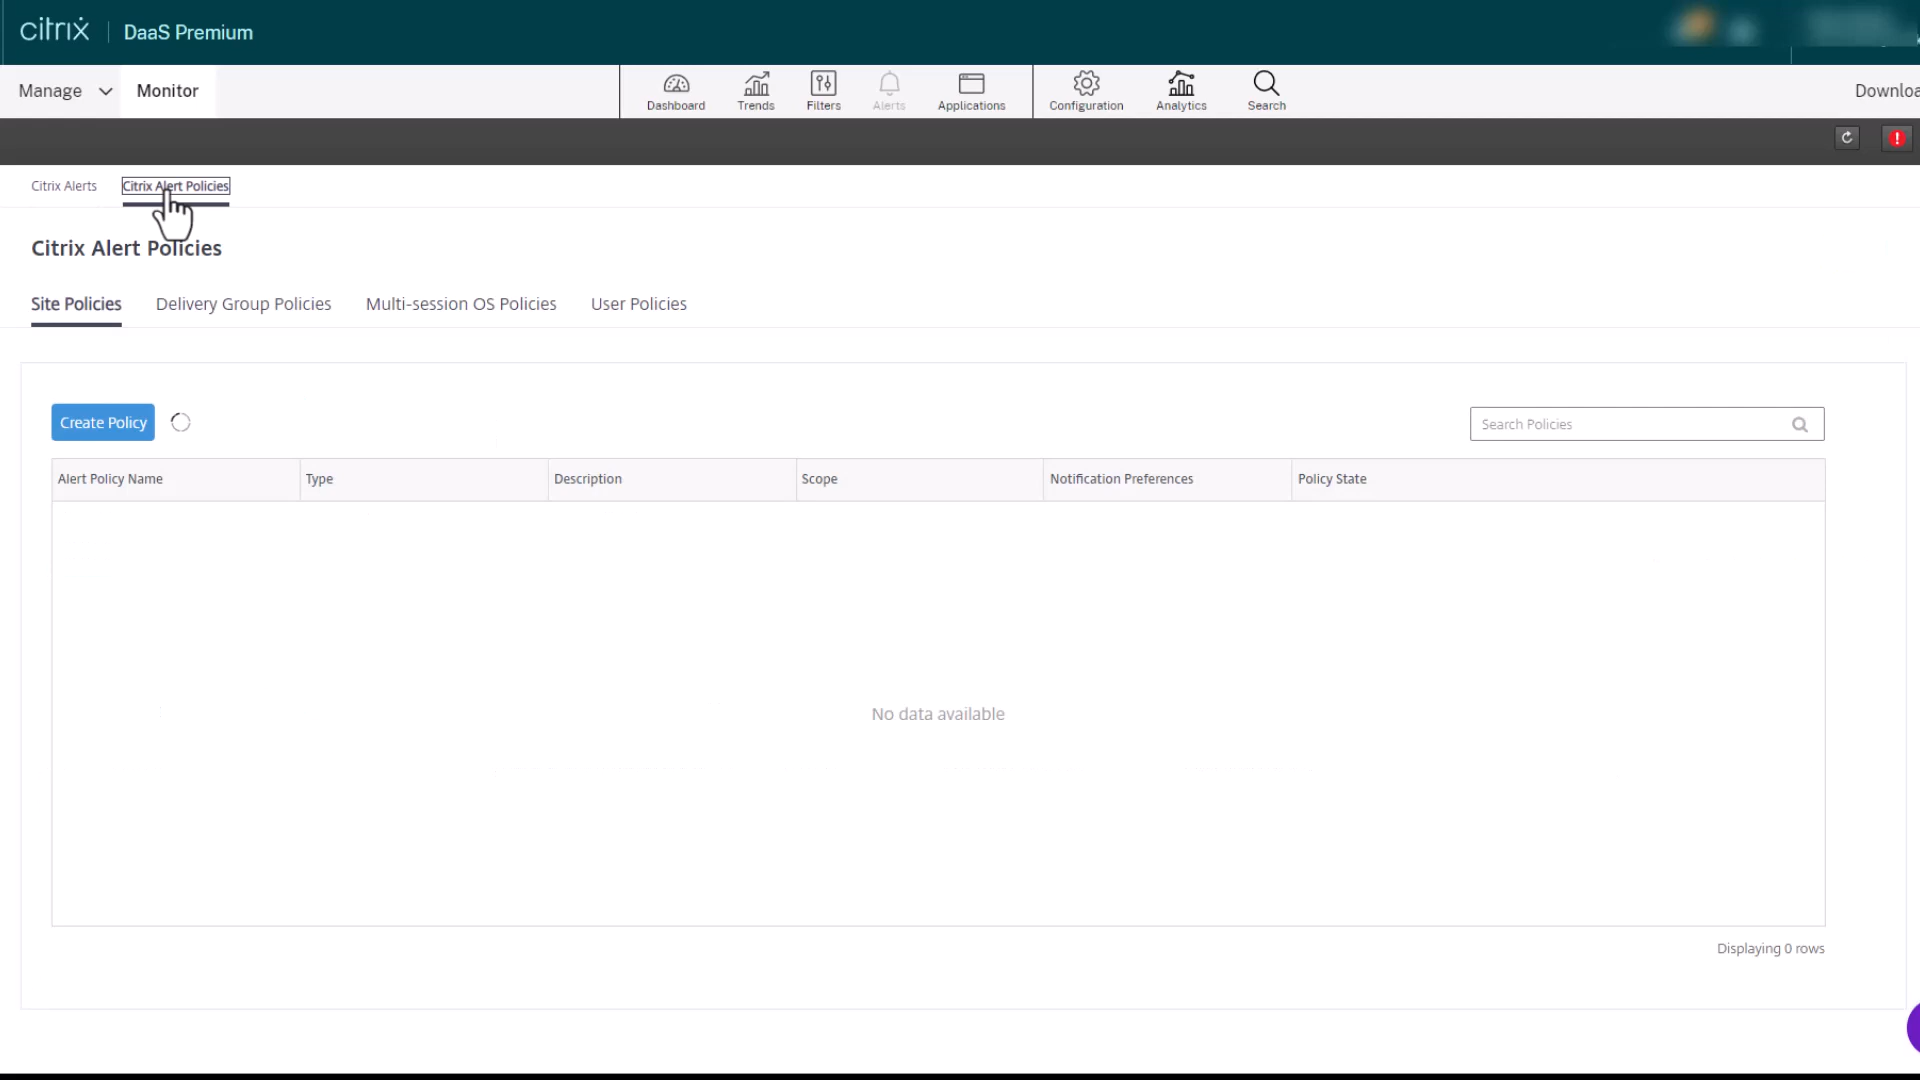 citrix DaaS Premium
Manage Monitor Dashboard Trends Filters Alerts Applications Configuration Analytics Search Downloa
Citrix Alerts Citrix Alert Policies
Citrix Alert Policies
Site Policies Delivery Group Policies Multi-session OS Policies User Policies
Create Policy Search Policies
Alert Policy Name Type Description Scope Notification Preferences Policy State
No data available
Displaying 0 rows